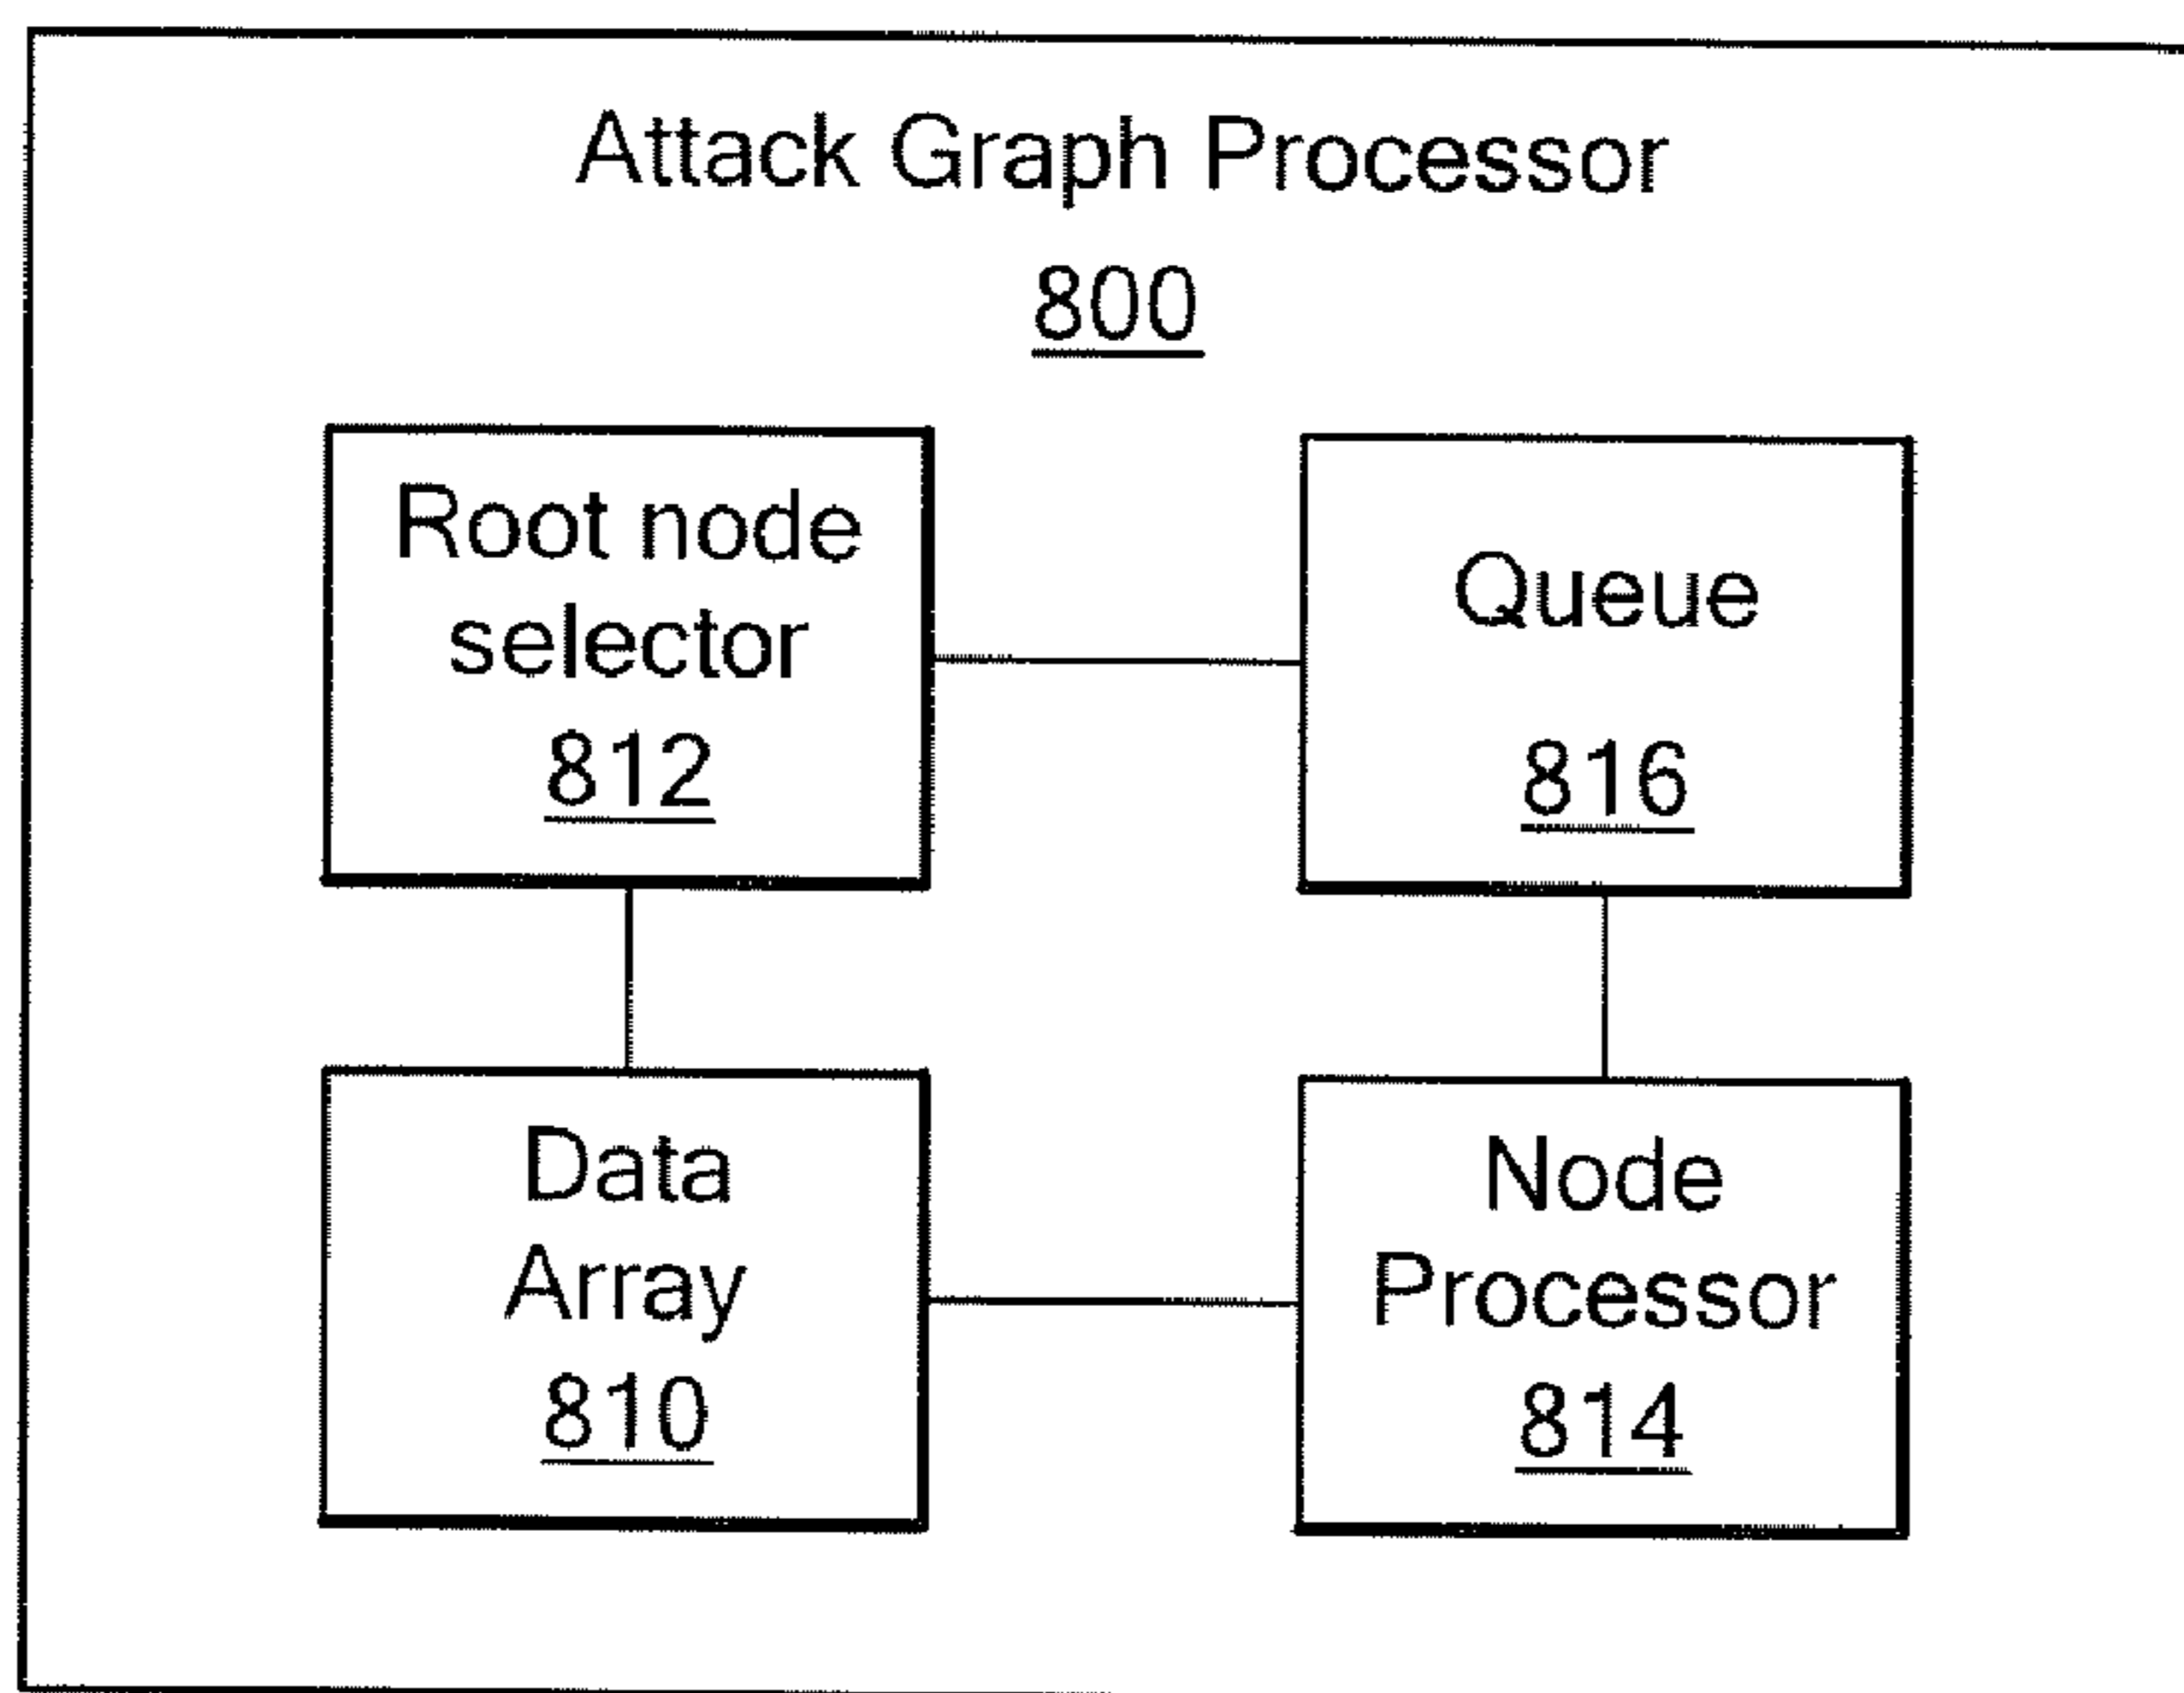 Attack Graph Processor
800
Root node
selector
812
Queue
816
Data
Array
810
Node
Processor
814